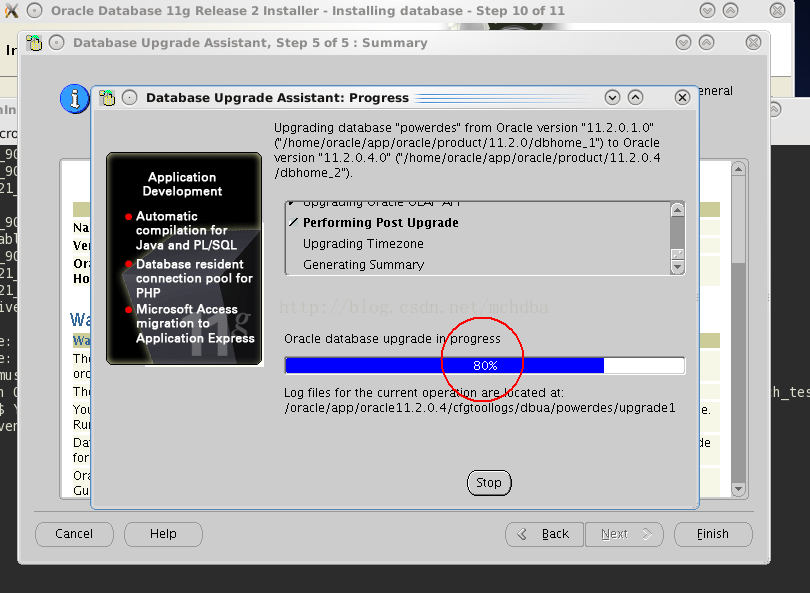 Oracle Database 11g Release 2 Installer - Installing database - Step 10 of 11
Database Upgrade Assistant, Step 5 of 5 : Summary
Database Upgrade Assistant: Progress
Upgrading database "powerdes" from Oracle version "11.2.0.1.0"
("/home/oracle/app/oracle/product/11.2.0/dbhome_1") to Oracle
version "11.2.0.4.0" ("/home/oracle/app/oracle/product/11.2.0.4
/dbhome_2").
Application
Development
Automatic
compilation for
Java and PL/SQL
Database resident
connection pool for
PHP
Microsoft Access
migration to
Application Express
11g
Upgrading Oracle OLAP API
Performing Post Upgrade
Upgrading Timezone
Generating Summary
http://blog.csdn.net/mchdba
Oracle database upgrade in progress
80%
Log files for the current operation are located at:
/oracle/app/oracle11.2.0.4/cfgtoollogs/dbua/powerdes/upgrade1
Stop
Cancel
Help
Back
Next
Finish